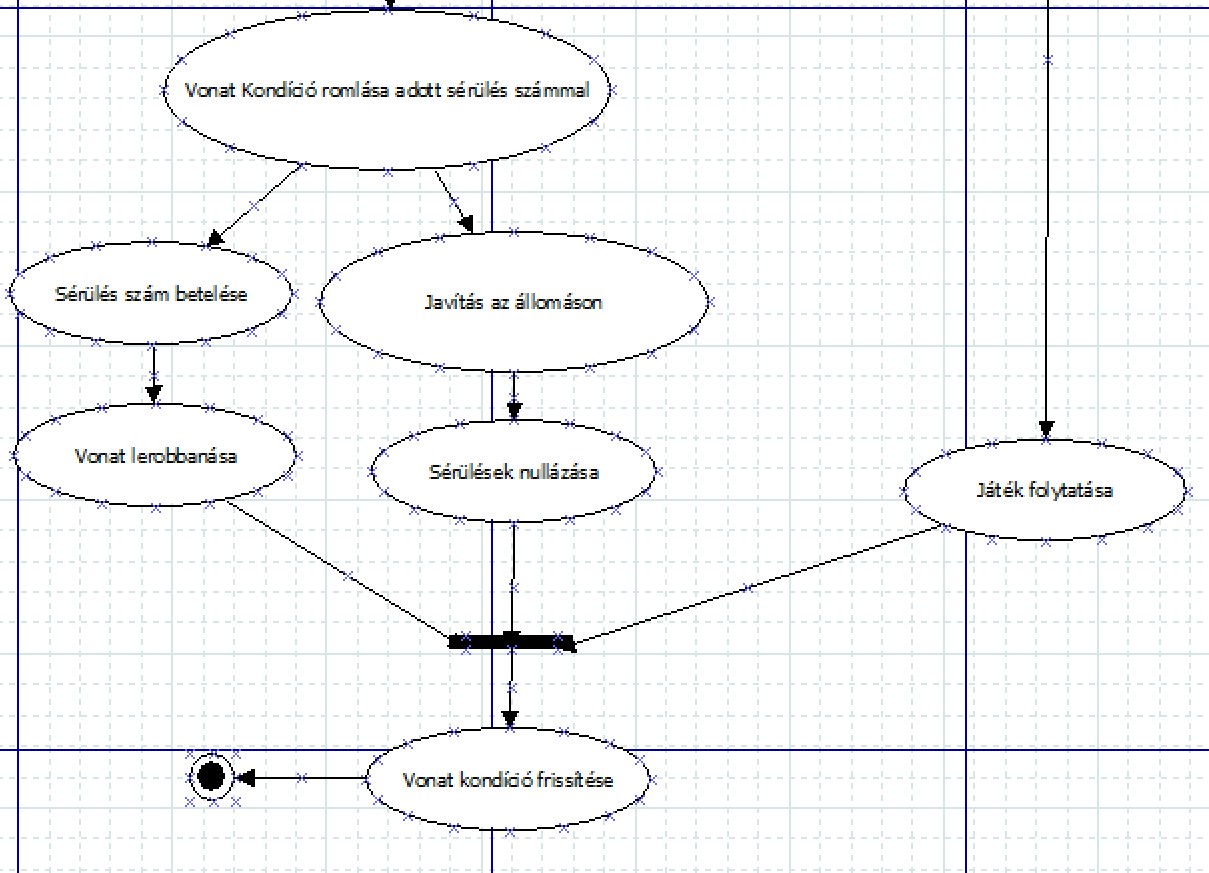 Vonat Kondíció romlása adott sérülés számmal
Sérülés szám betelése
Javítás az állomáson
Vonat lerobbanása
Sérülések nullázása
Játék folytatása
Vonat kondíció frissítése